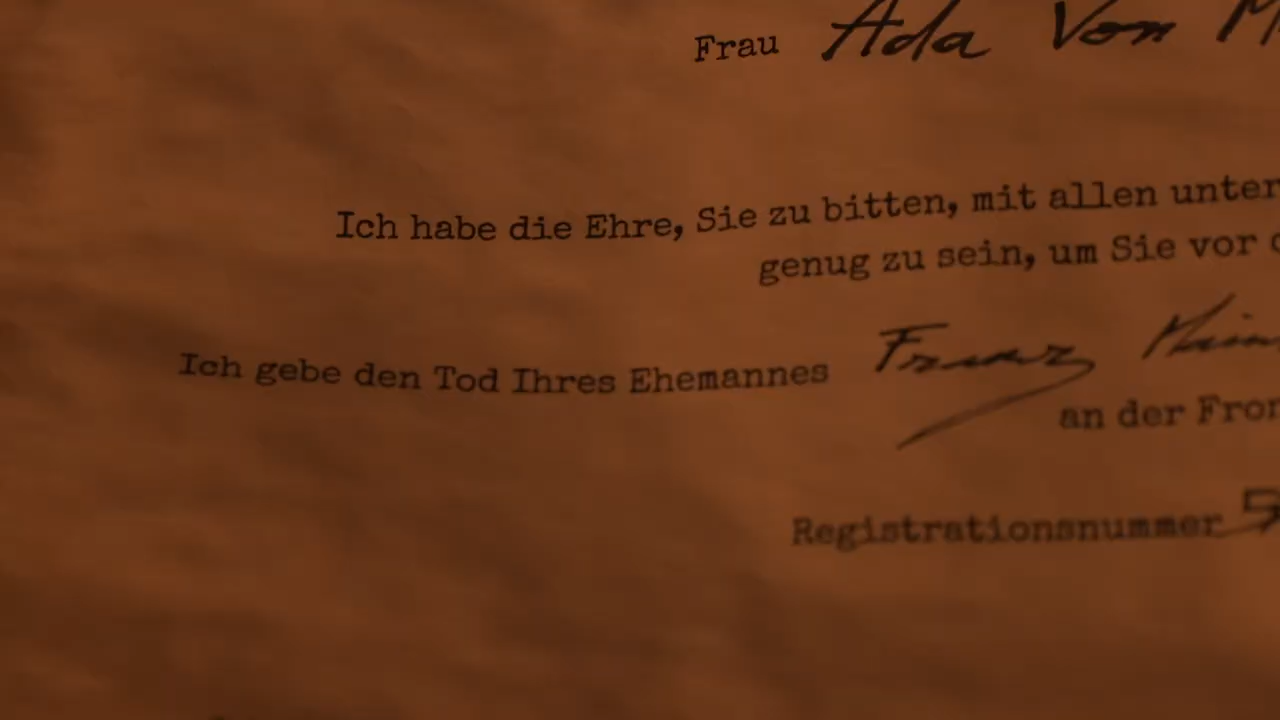 Frau Ada Von
Ich habe die Ehre, Sie zu bitten, mit allen unter
genug zu sein, um Sie vor
Ich gebe den Tod Ihres Ehemannes Franz
an der Fron
Registrationsnummer 5